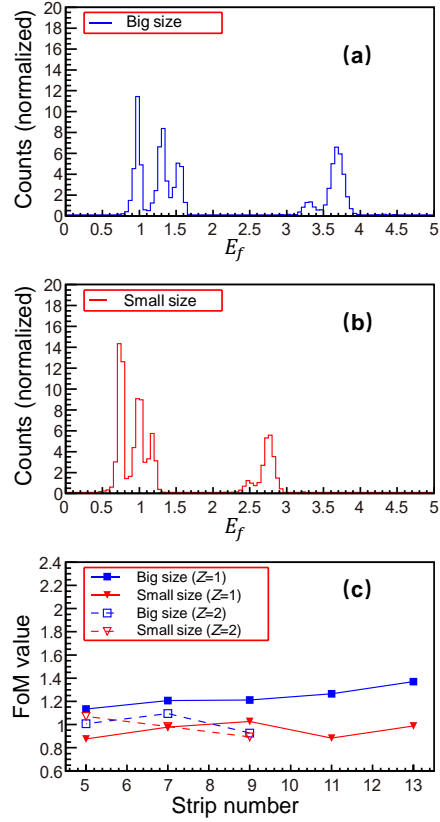 Big size
(a)
Counts (normalized)
20
18
16
14
12
10
8
6
4
2
0
0 0.5 1 1.5 2 2.5 3 3.5 4 4.5 5
E_f
Small size
(b)
Counts (normalized)
20
18
16
14
12
10
8
6
4
2
0
0 0.5 1 1.5 2 2.5 3 3.5 4 4.5 5
E_f
Big size (Z=1)
Small size (Z=1)
Big size (Z=2)
Small size (Z=2)
(c)
FoM value
2.4
2.2
2
1.8
1.6
1.4
1.2
1
0.8
0.6
5 6 7 8 9 10 11 12 13
Strip number